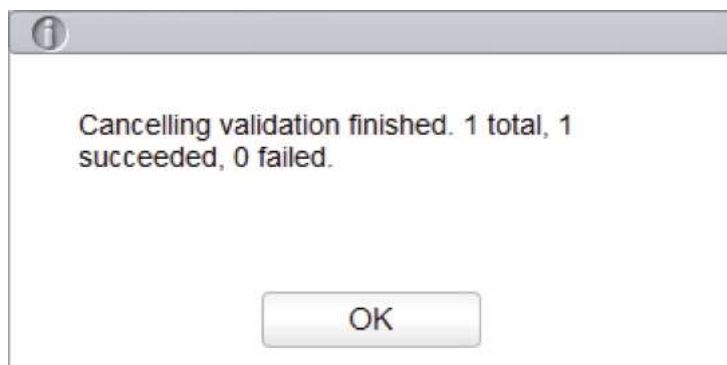 Cancelling validation finished. 1 total, 1
succeeded, 0 failed.
OK